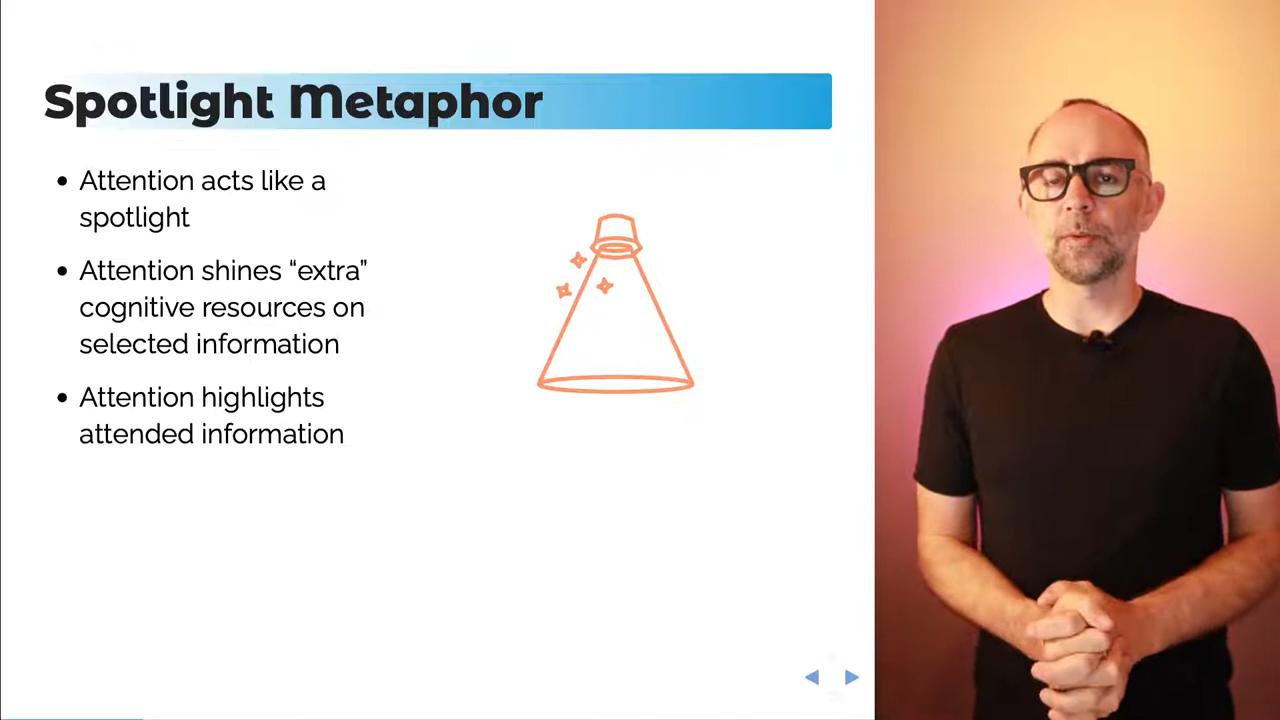 Spotlight Metaphor
• Attention acts like a
spotlight
• Attention shines “extra”
cognitive resources on
selected information
• Attention highlights
attended information